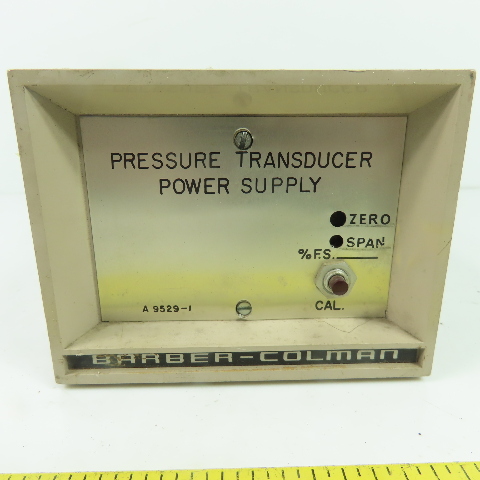 PRESSURE TRANSDUCER
POWER SUPPLY
ZERO
SPAN
% F.S.
CAL.
A 9529-1
BARBER-COLMAN